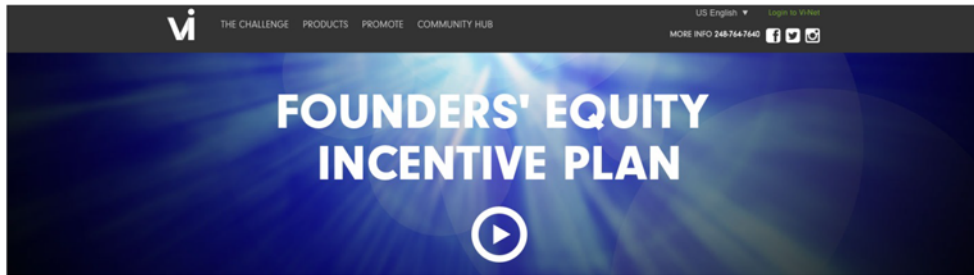 vi
THE CHALLENGE PRODUCTS PROMOTE COMMUNITY HUB
US English ▼ Login to Vi-Net
MORE INFO 248-764-7640
FOUNDERS' EQUITY
INCENTIVE PLAN